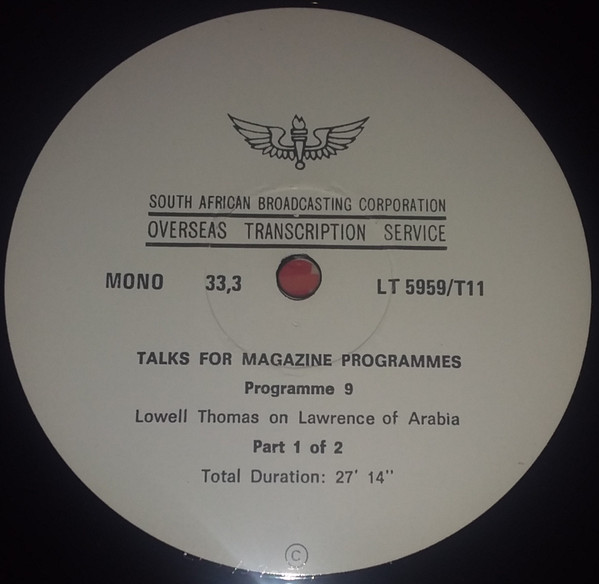 SOUTH AFRICAN BROADCASTING CORPORATION
OVERSEAS TRANSCRIPTION SERVICE
MONO 33,3 LT 5959/T11
TALKS FOR MAGAZINE PROGRAMMES
Programme 9
Lowell Thomas on Lawrence of Arabia
Part 1 of 2
Total Duration: 27' 14"
©